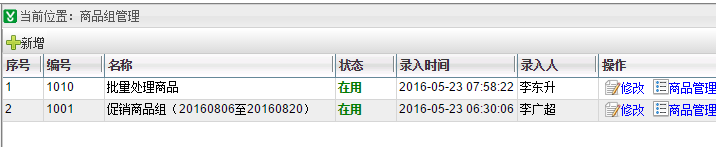 当前位置：商品组管理
新增
序号 编号 名称 状态 录入时间 录入人 操作
1 1010 批量处理商品 在用 2016-05-23 07:58:22 李东升 修改 商品管理
2 1001 促销商品组（20160806至20160820） 在用 2016-05-23 06:30:06 李广超 修改 商品管理